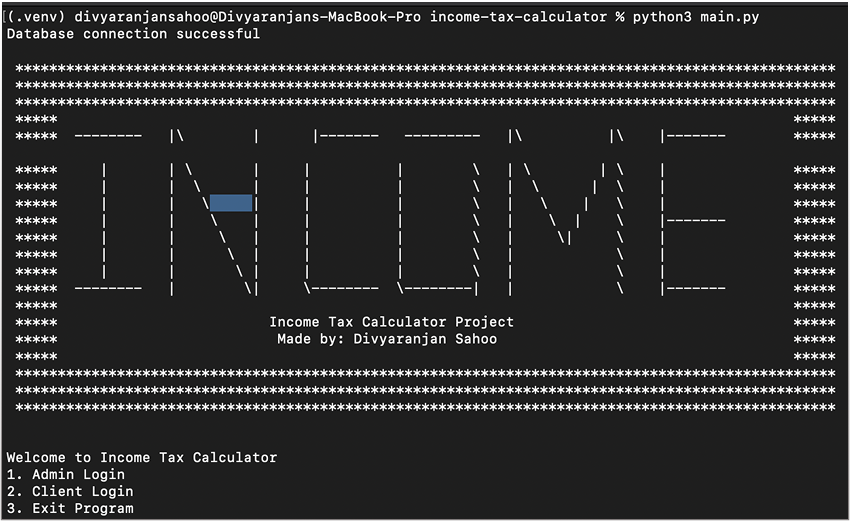 (.venv) divyaranjansahoo@Divyaranjans-MacBook-Pro income-tax-calculator % python3 main.py
Database connection successful
INCOME
Income Tax Calculator Project
Made by: Divyaranjan Sahoo
Welcome to Income Tax Calculator
1. Admin Login
2. Client Login
3. Exit Program